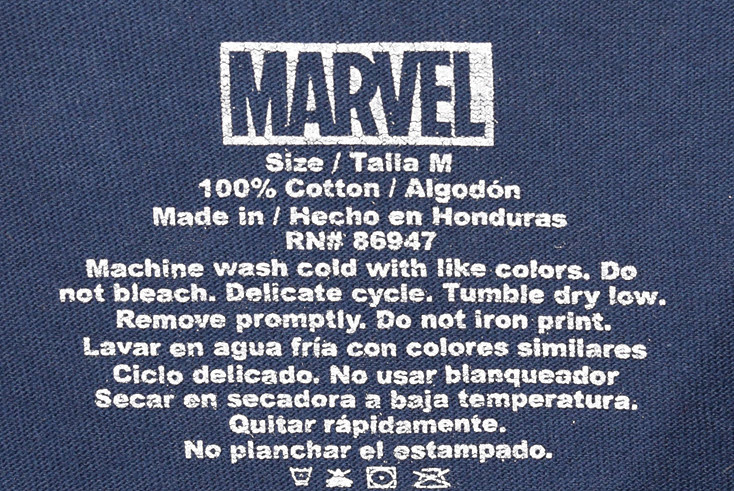 MARVEL
Size / Talla M
100% Cotton / Algodón
Made in / Hecho en Honduras
RN# 86947
Machine wash cold with like colors. Do
not bleach. Delicate cycle. Tumble dry low.
Remove promptly. Do not iron print.
Lavar en agua fría con colores similares
Ciclo delicado. No usar blanqueador
Secar en secadora a baja temperatura.
Quitar rápidamente.
No planchar el estampado.